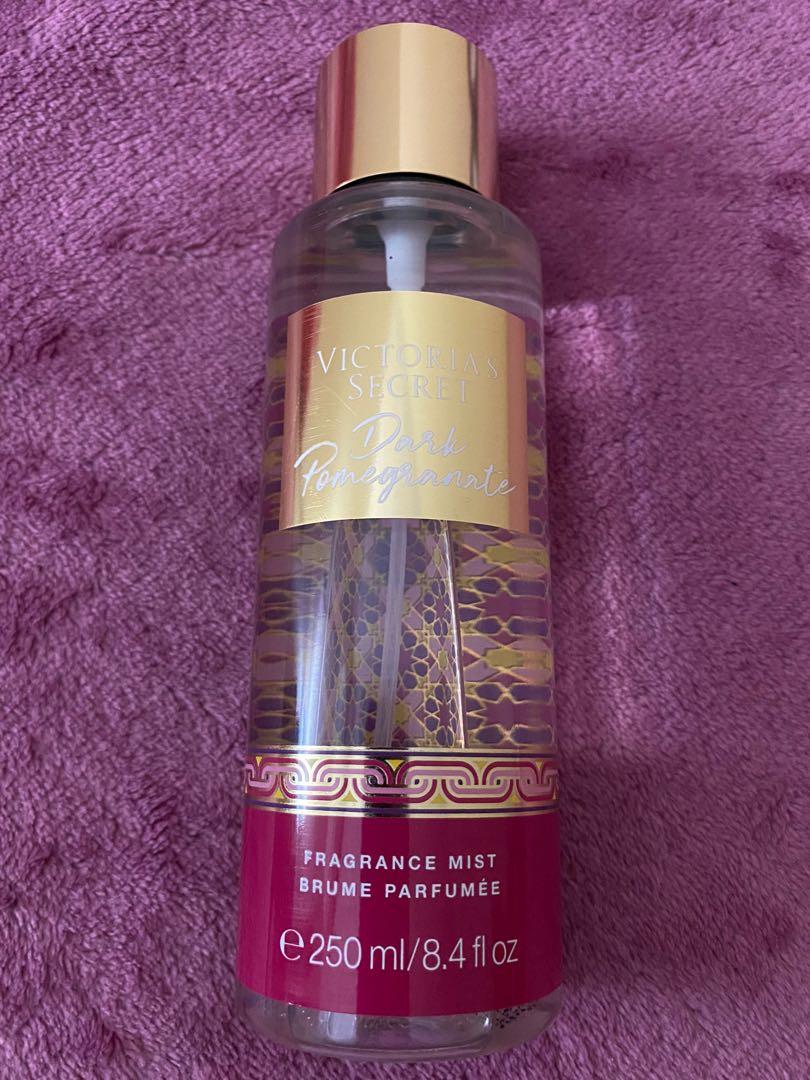 VICTORIA'S
SECRET
Dark
Pomegranate
FRAGRANCE MIST
BRUME PARFUMÉE
℮ 250 ml/8.4 fl oz